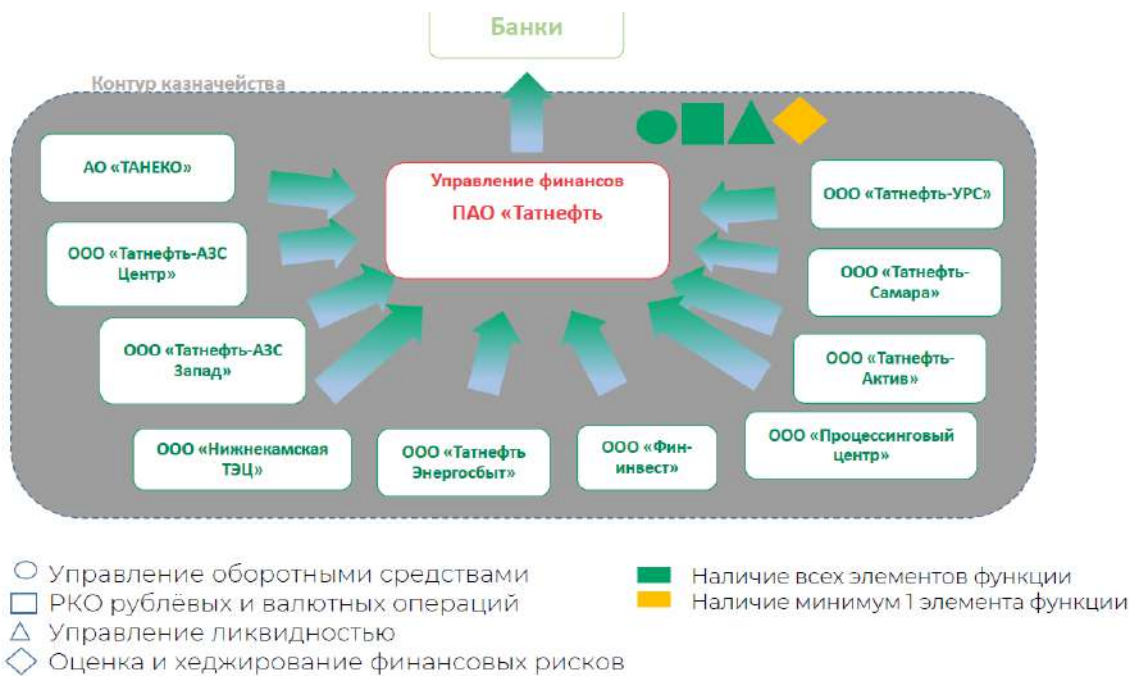 Банки
Контур казначейства
АО «ТАНЕКО»
Управление финансов
ПАО «Татнефть
ООО «Татнефть-УРС»
ООО «Татнефть-АЗС
Центр»
ООО «Татнефть-
Самара»
ООО «Татнефть-АЗС
Запад»
ООО «Татнефть-
Актив»
ООО «Нижнекамская
ТЭЦ»
ООО «Татнефть
Энергосбыт»
ООО «Фин-
инвест»
ООО «Процессинговый
центр»
Управление оборотными средствами
РКО рублёвых и валютных операций
Управление ликвидностью
Оценка и хеджирование финансовых рисков
Наличие всех элементов функции
Наличие минимум 1 элемента функции